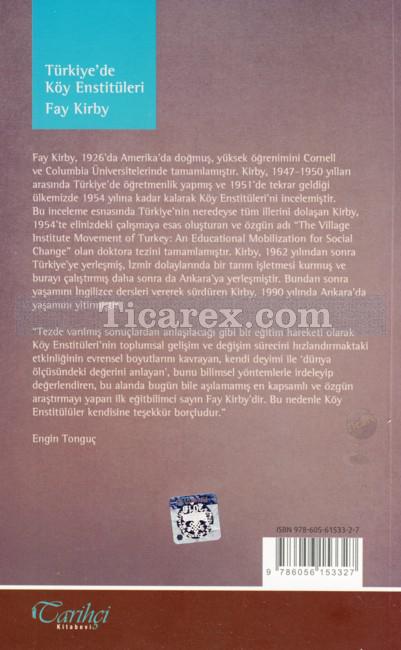 Türkiye'de
Köy Enstitüleri
Fay Kirby
Fay Kirby, 1926'da Amerika'da doğmuş, yüksek öğrenimini Cornell
ve Columbia Üniversitelerinde tamamlamıştır. Kirby, 1947-1950 yılları
arasında Türkiye'de öğretmenlik yapmış ve 1951'de tekrar geldiği
ülkemizde 1954 yılına kadar kalarak Köy Enstitüleri'ni incelemiştir.
Bu inceleme esnasında Türkiye'nin neredeyse tüm illerini dolaşan Kirby,
1954'te elinizdeki çalışmaya esas oluşturan ve özgün adı "The Village
Institute Movement of Turkey: An Educational Mobilization for Social
Change" olan doktora tezini tamamlamıştır. Kirby, 1962 yılından sonra
Türkiye'ye yerleşmiş, İzmir dolaylarında bir tarım işletmesi kurmuş ve
burayı çalıştırmış daha sonra da Ankara'ya yerleşmiştir. Bundan sonra
yaşamını İngilizce dersleri vererek sürdüren Kirby, 1990 yılında Ankara'da
yaşamını
Ticarex.com
"Tezde varılmış sonuçlardan anlaşılacağı gibi bir eğitim hareketi olarak
Köy Enstitüleri'nin toplumsal gelişim ve değişim sürecini hızlandırmaktaki
etkinliğinin evrensel boyutlarını kavrayan, kendi deyimi ile 'dünya
ölçüsündeki değerini anlayan', bunu bilimsel yöntemlerle irdeleyip
değerlendiren, bu alanda bugün bile aşılamamış en kapsamlı ve özgün
araştırmayı yapan ilk eğitbilimci sayın Fay Kirby'dir. Bu nedenle Köy
Enstitülüler kendisine teşekkür borçludur."
Engin Tonguç
ISBN 978-605-61533-2-7
9 786056 153327
Tarihçi
Kitabevi